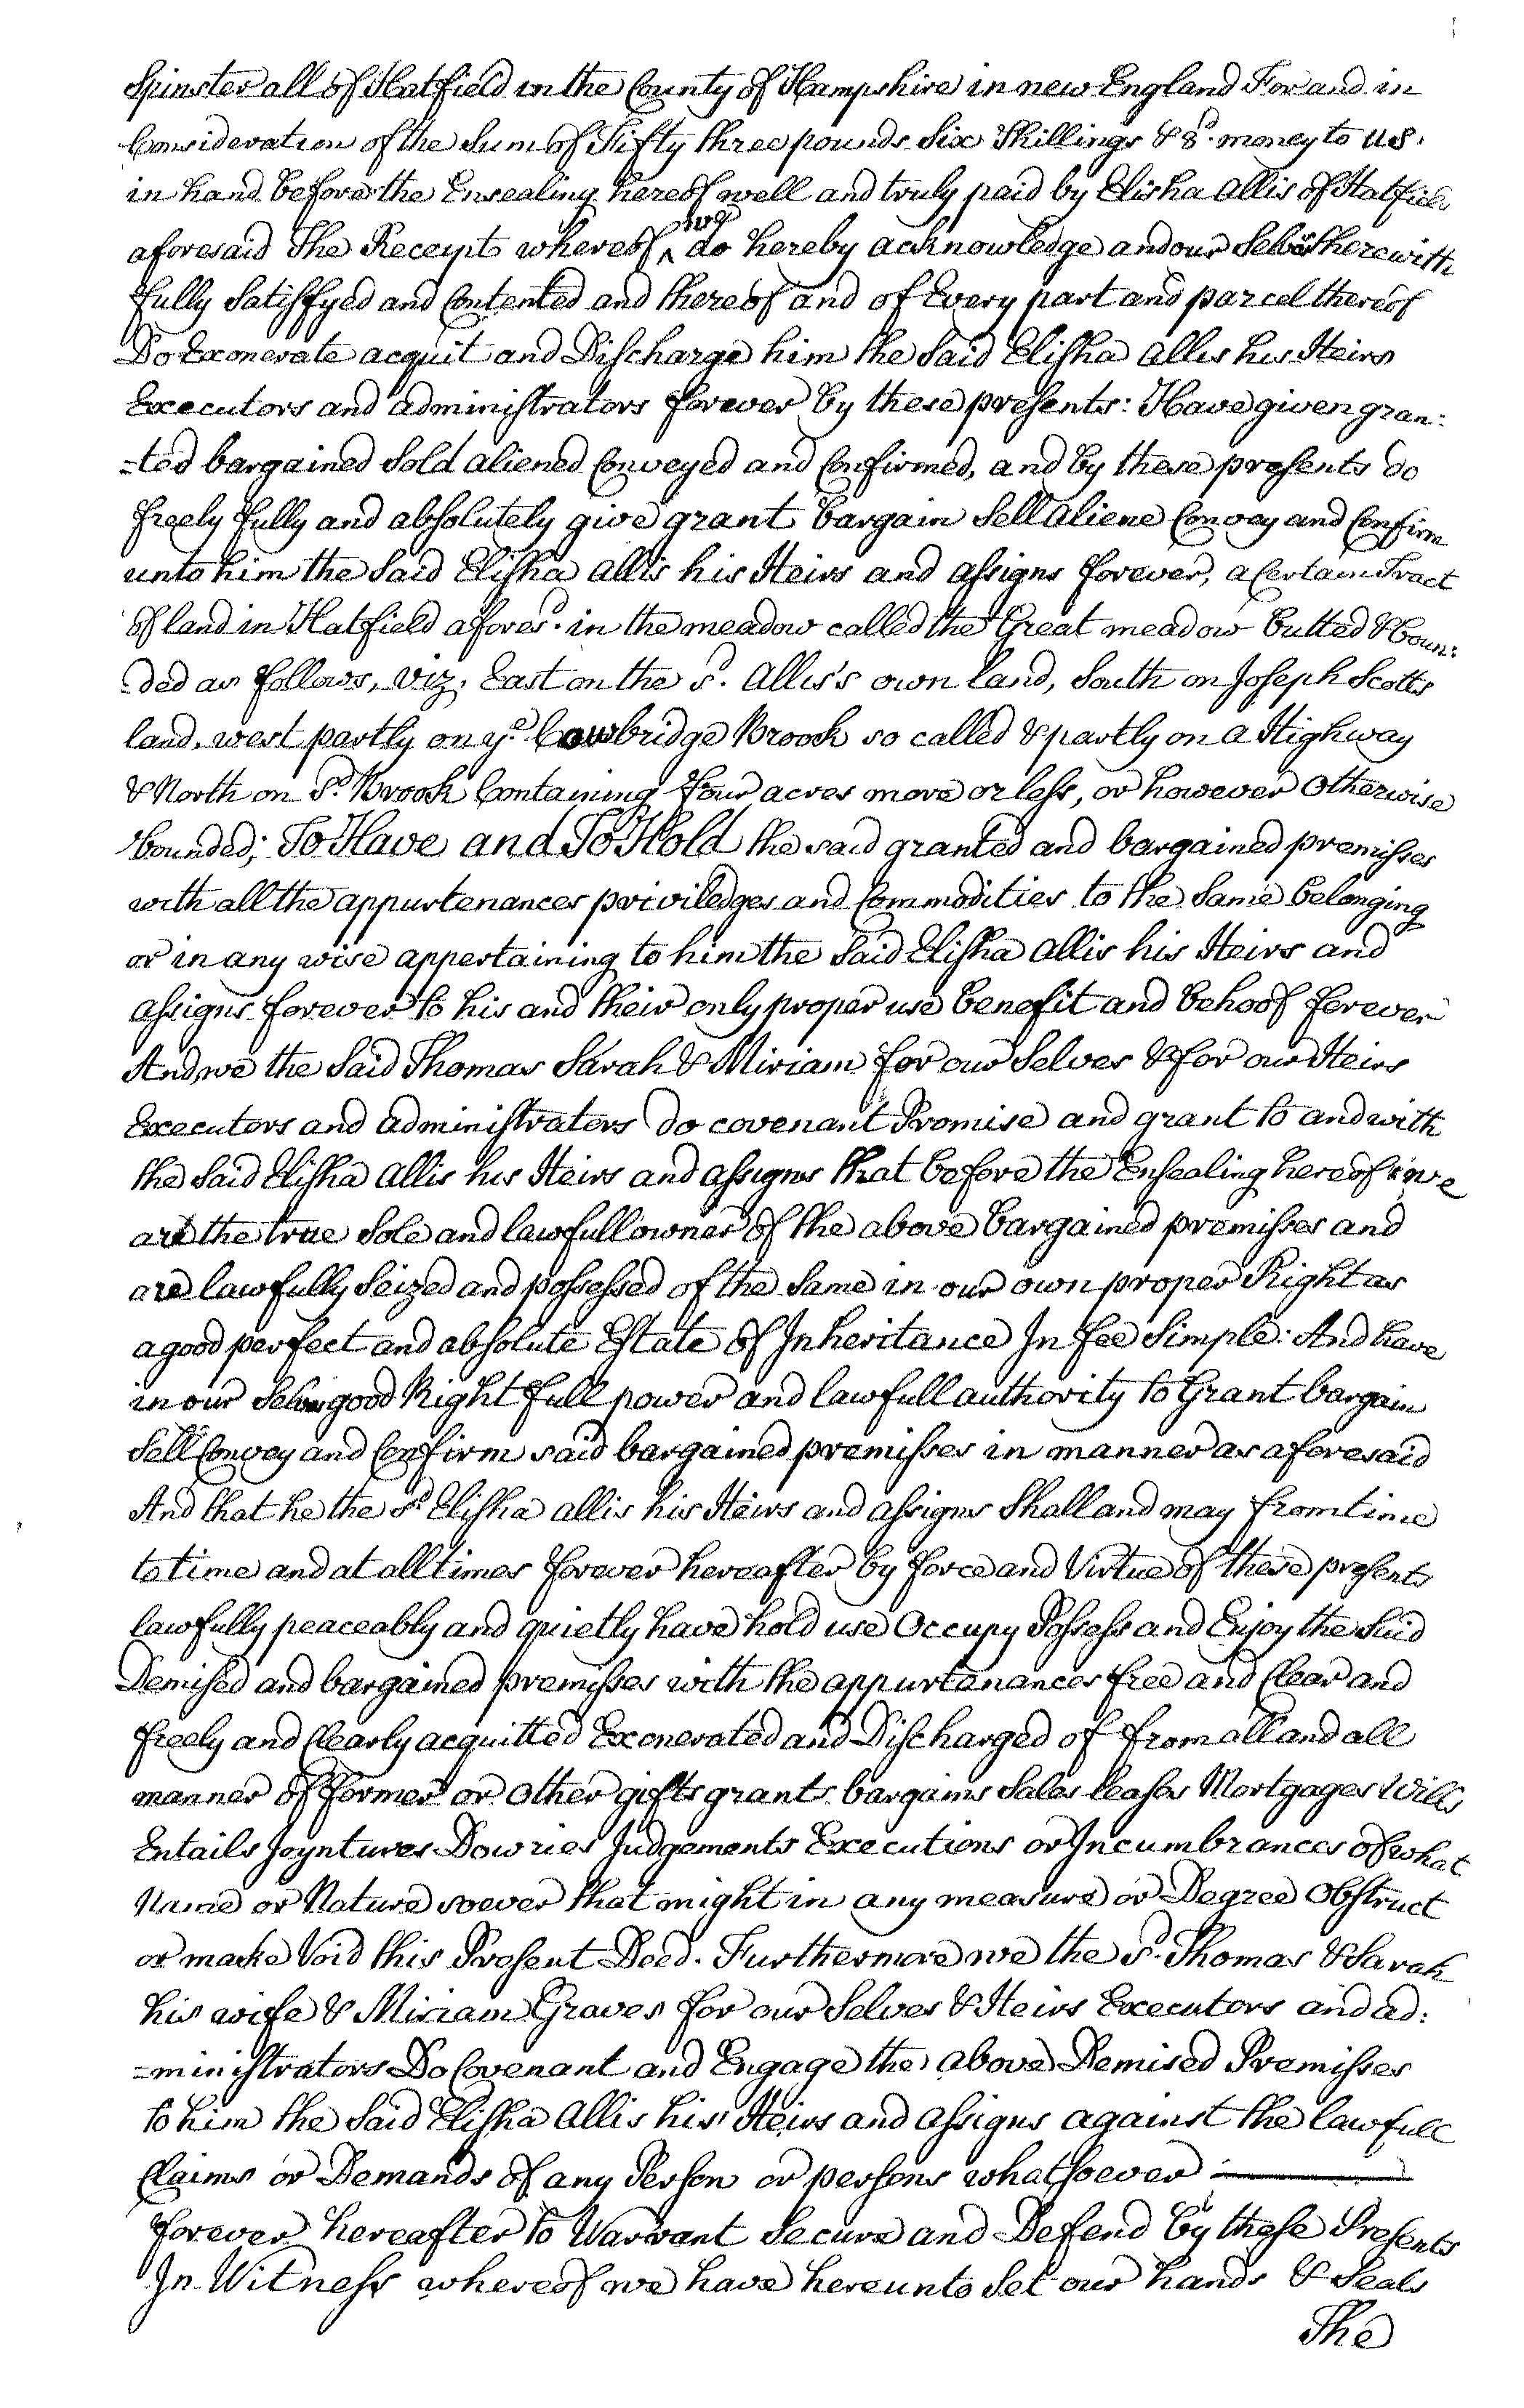 Spinster all of Hatfield in the County of Hampshire in new England For and in
Consideration of the Sum of Fifty three pounds Six Shillings & 8d. money to us.
in hand before the Ensealing hereof well and truly paid by Elisha Allis of Hatfield
aforesaid The Receipt whereof ^we do hereby acknowledge and our Selves therewith
fully Satisfyed and Contented and thereof and of Every part and parcel thereof
Do Exonerate acquit and Discharge him the Said Elisha Allis his Heirs
Executors and administrators forever by these presents: Have given gran:
=ted bargained Sold aliened Conveyed and Confirmed, and by these presents do
freely fully and absolutely give grant bargain Sell aliene Convey and Confirm
unto him the Said Elisha Allis his Heirs and assigns forever, a Certain Tract
of land in Hatfield afores.d in the meadow called the Great meadow butted & boun:
ded as follows, viz. East on the sd. Allis's own land, South on Joseph Scotts
land, west partly on ye. Cowbridge Brook so called & partly on a Highway
& North on sd. Brook Containing four acres more or less, or however Otherwise
bounded; To Have and To Hold the said granted and bargained premisses
with all the appurtenances priviledges and Commodities to the Same belonging
or in any wise appertaining to him the Said Elisha Allis his Heirs and
assigns forever to his and their only proper use benefit and behoof forever
And we the Said Thomas Sarah & Miriam for our Selves & for our Heirs
Executors and administrators do covenant Promise and grant to and with
the Said Elisha Allis his Heirs and assigns that before the Ensealing hereof we
are the true Sole and lawfull owners of the above bargained premisses and
are lawfully Seized and possessed of the Same in our own proper Right as
a good perfect and absolute Estate of Inheritance In fee Simple: And have
in our Selves good Right full power and lawfull authority to Grant bargain
Sell Convey and Confirm said bargained premisses in manner as aforesaid
And that he the sd Elisha allis his Heirs and assigns Shall and may from time
to time and at all times forever hereafter by force and Virtue of these presents
lawfully peaceably and quietly have hold use Occupy Possess and Enjoy the Said
Demised and bargained premisses with the appurtenances free and Clear and
freely and Clearly acquitted Exonerated and Discharged of from all and all
manner of former or other gifts grants bargains Sales leases Mortgages Wills
Entails Joyntures Dowries Judgements Executions or Incumbrances of what
Name or Nature soever that might in any measure or Degree Obstruct
or make Void this Present Deed. Furthermore we the sd. Thomas & Sarah
his wife & Miriam Graves for our Selves & Heirs Executors and ad:
=ministrators Do Covenant and Engage the above Demised Premisses
to him the Said Elisha Allis his Heirs and assigns against the lawfull
Claims or Demands of any Person or persons whatsoever
forever hereafter to Warrant Secure and Defend by these Presents
In Witness whereof we have hereunto Set our hands & Seals
The